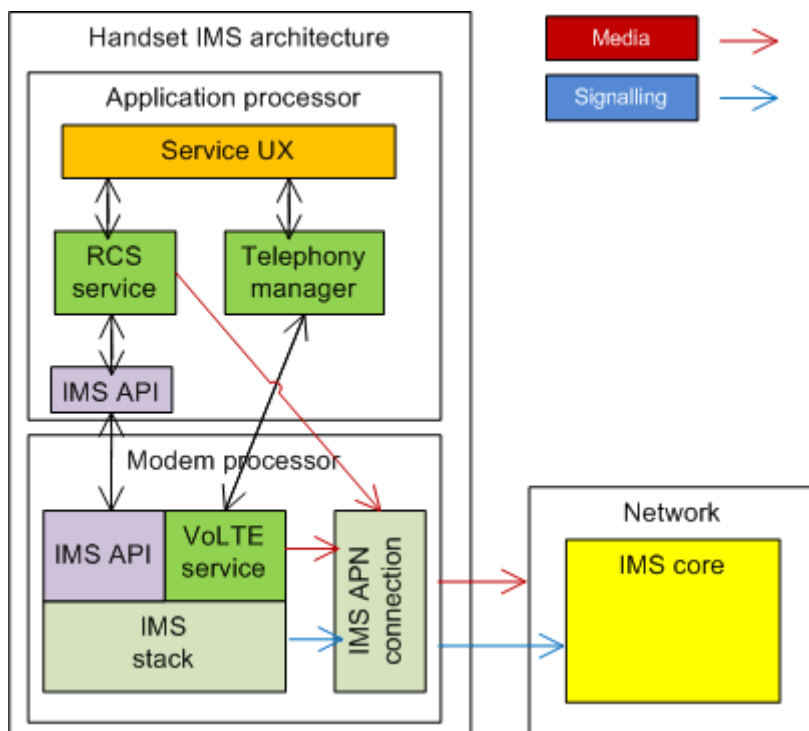 Handset IMS architecture
Media
Application processor
Signalling
Service UX
RCS
service
Telephony
manager
IMS API
Modem processor
IMS API
VoLTE
service
IMS
stack
IMS APN
connection
Network
IMS core